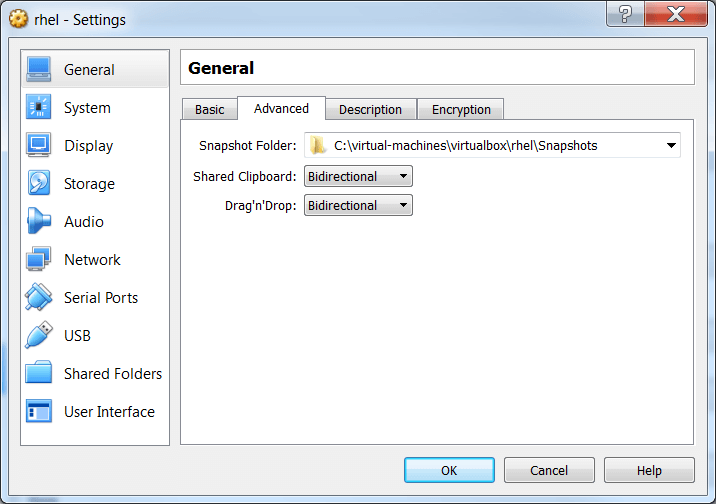 rhel - Settings
General
System
Display
Storage
Audio
Network
Serial Ports
USB
Shared Folders
User Interface
General
Basic Advanced Description Encryption
Snapshot Folder: C:\virtual-machines\virtualbox\rhel\Snapshots
Shared Clipboard: Bidirectional
Drag'n'Drop: Bidirectional
OK Cancel Help